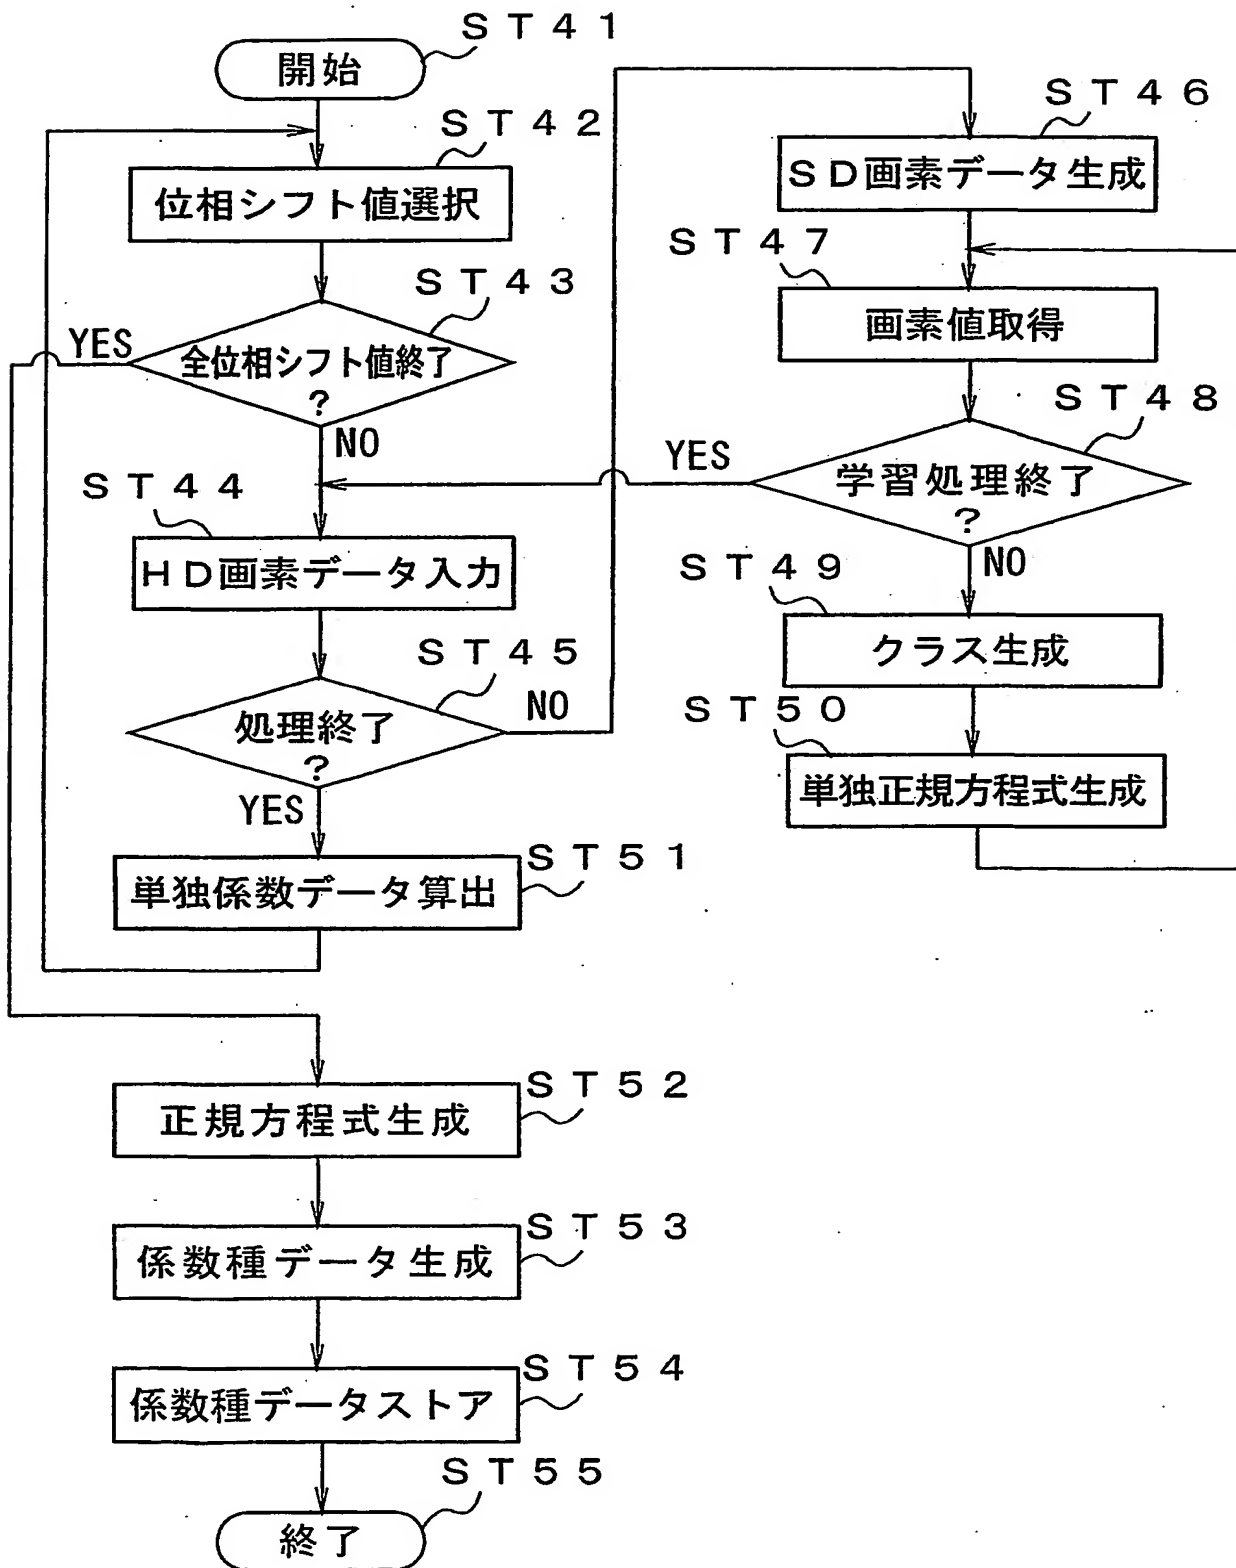 ST41
開始
ST42
位相シフト値選択
ST43
YES
全位相シフト値終了
?
NO
ST44
HD画素データ入力
ST45
処理終了
?
NO
YES
ST51
単独係数データ算出
ST46
SD画素データ生成
ST47
画素値取得
ST48
YES
学習処理終了
?
NO
ST49
クラス生成
ST50
単独正規方程式生成
ST52
正規方程式生成
ST53
係数種データ生成
ST54
係数種データストア
ST55
終了